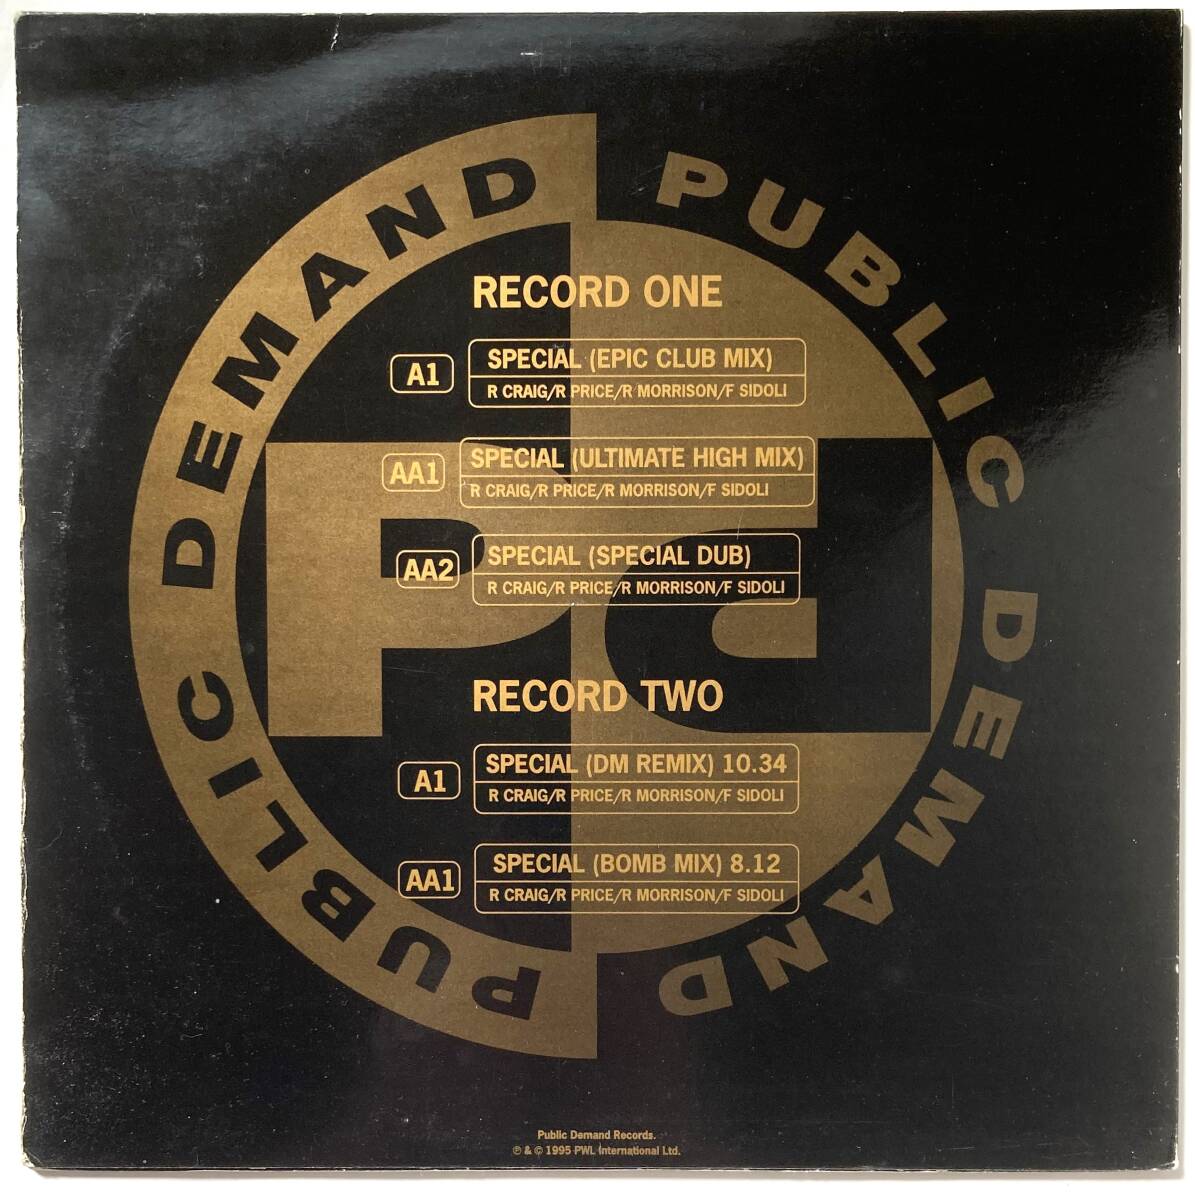 PUBLIC DEMAND
PUBLIC DEMAND
Pd
RECORD ONE
A1
SPECIAL (EPIC CLUB MIX)
R CRAIG/R PRICE/R MORRISON/F SIDOLI
AA1
SPECIAL (ULTIMATE HIGH MIX)
R CRAIG/R PRICE/R MORRISON/F SIDOLI
AA2
SPECIAL (SPECIAL DUB)
R CRAIG/R PRICE/R MORRISON/F SIDOLI
RECORD TWO
A1
SPECIAL (DM REMIX) 10.34
R CRAIG/R PRICE/R MORRISON/F SIDOLI
AA1
SPECIAL (BOMB MIX) 8.12
R CRAIG/R PRICE/R MORRISON/F SIDOLI
Public Demand Records.
℗ & © 1995 PWL International Ltd.